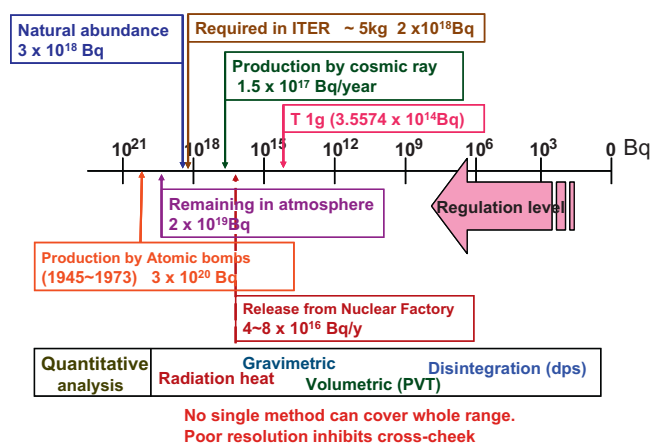 Natural abundance
3 x 10¹⁸ Bq
Required in ITER ~ 5kg 2 x10¹⁸Bq
Production by cosmic ray
1.5 x 10¹⁷ Bq/year
T 1g (3.5574 x 10¹⁴Bq)
10²¹ 10¹⁸ 10¹⁵ 10¹² 10⁹ 10⁶ 10³ 0 Bq
Regulation level
Remaining in atmosphere
2 x 10¹⁹Bq
Production by Atomic bombs
(1945~1973) 3 x 10²⁰ Bq
Release from Nuclear Factory
4~8 x 10¹⁶ Bq/y
Quantitative
analysis
Gravimetric
Radiation heat
Volumetric (PVT)
Disintegration (dps)
No single method can cover whole range.
Poor resolution inhibits cross-cheek